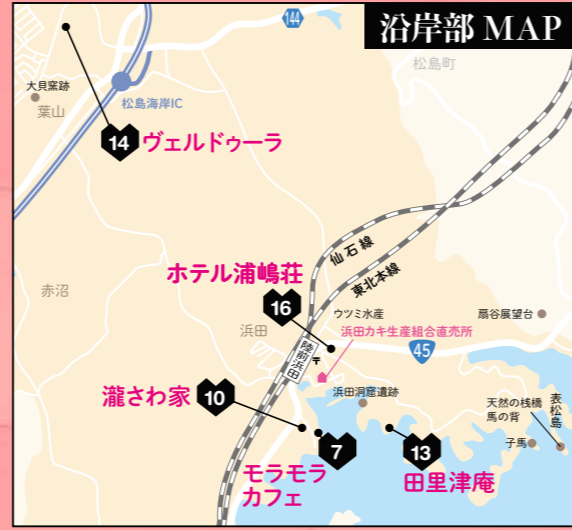 沿岸部 MAP
144
松島町
大貝窯跡
葉山
松島海岸IC
14 ヴェルドゥーラ
仙石線
東北本線
ホテル浦嶋荘
16
赤沼
浜田
ウツミ水産
扇谷展望台
浜田カキ生産組合直売所
45
陸前浜田
〒
瀧さわ家 10
浜田洞窟遺跡
天然の桟橋
馬の背
表松島
子馬
7
モラモラ
カフェ
13
田里津庵